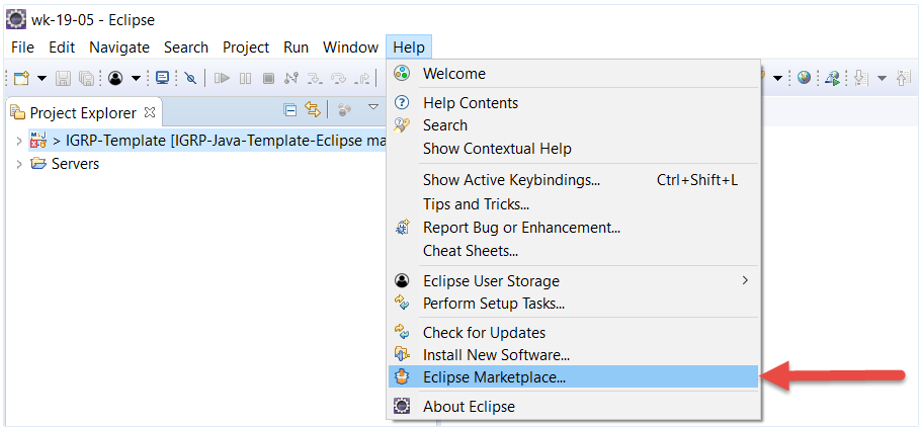 wk-19-05 - Eclipse
File Edit Navigate Search Project Run Window Help
Project Explorer
> IGRP-Template [IGRP-Java-Template-Eclipse ma
Servers
Welcome
Help Contents
Search
Show Contextual Help
Show Active Keybindings... Ctrl+Shift+L
Tips and Tricks...
Report Bug or Enhancement...
Cheat Sheets...
Eclipse User Storage
Perform Setup Tasks...
Check for Updates
Install New Software...
Eclipse Marketplace...
About Eclipse